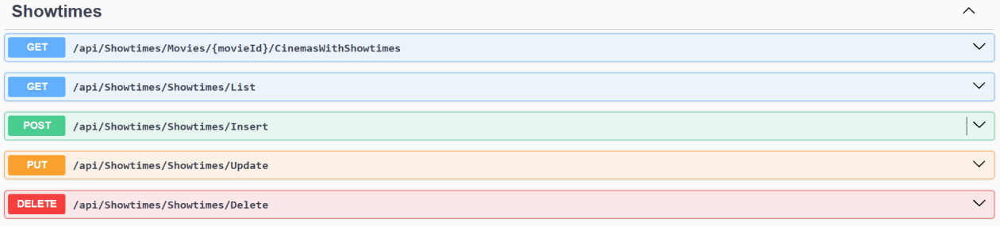 Showtimes
GET /api/Showtimes/Movies/{movieId}/CinemasWithShowtimes
GET /api/Showtimes/Showtimes/List
POST /api/Showtimes/Showtimes/Insert
PUT /api/Showtimes/Showtimes/Update
DELETE /api/Showtimes/Showtimes/Delete